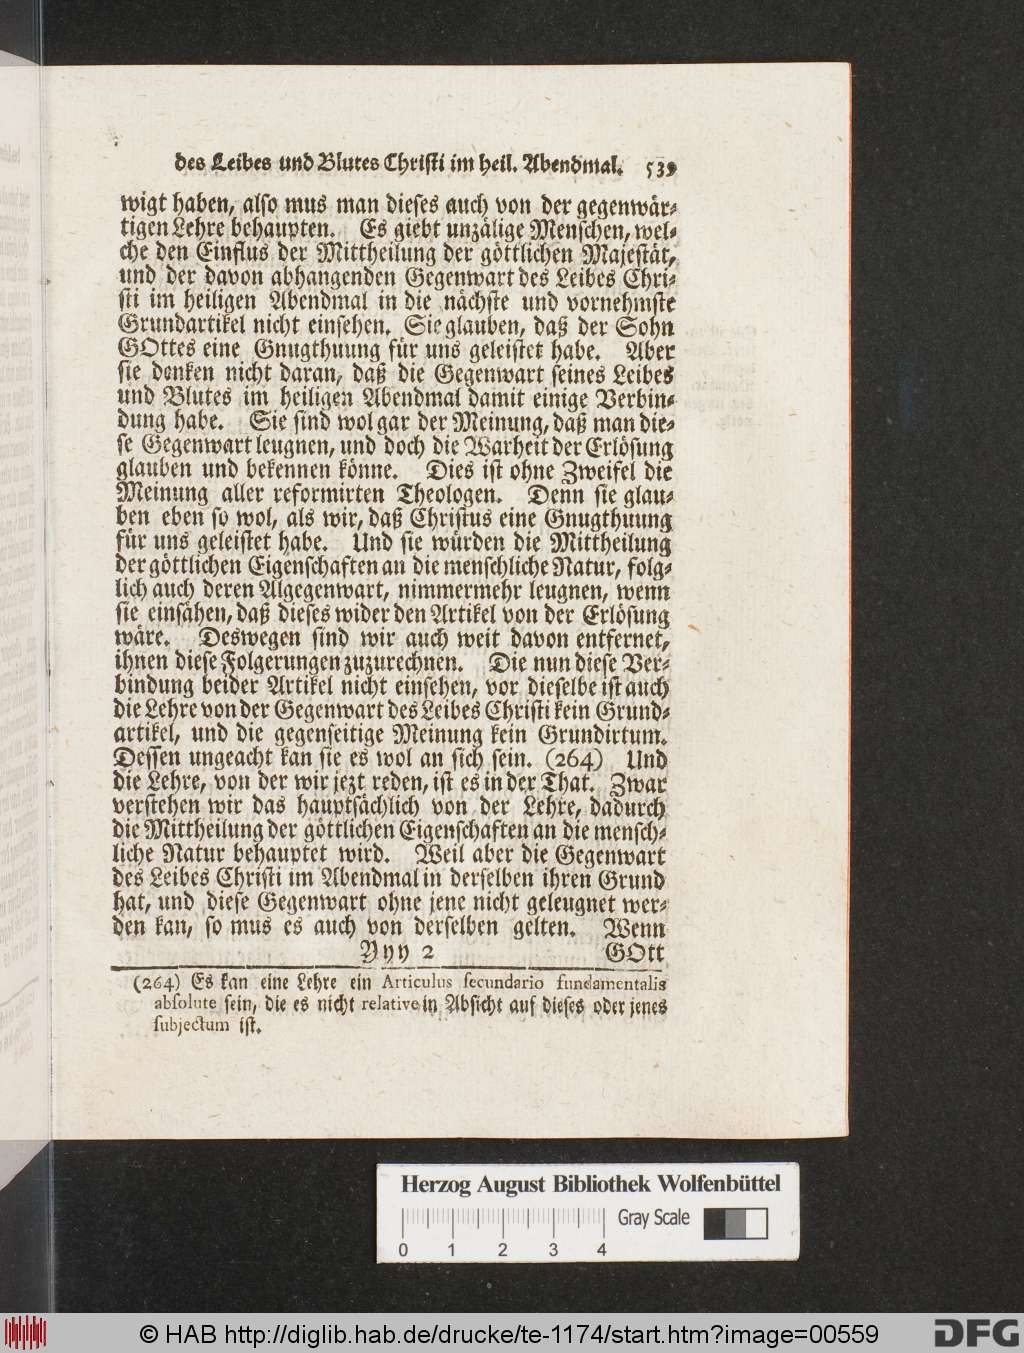 des Leibes und Blutes Christi im heil. Abendmal. 539
wigt haben, also mus man dieses auch von der gegenwär-
tigen Lehre behaupten. Es giebt unzälige Menschen, wel-
che den Einflus der Mittheilung der göttlichen Majestät,
und der davon abhangenden Gegenwart des Leibes Chri-
sti im heiligen Abendmal in die nächste und vornehmste
Grundartikel nicht einsehen. Sie glauben, daß der Sohn
GOttes eine Gnugthuung für uns geleistet habe. Aber
sie denken nicht daran, daß die Gegenwart seines Leibes
und Blutes im heiligen Abendmal damit einige Verbin-
dung habe. Sie sind wol gar der Meinung, daß man die-
se Gegenwart leugnen, und doch die Warheit der Erlösung
glauben und bekennen könne. Dies ist ohne Zweifel die
Meinung aller reformirten Theologen. Denn sie glau-
ben eben so wol, als wir, daß Christus eine Gnugthuung
für uns geleistet habe. Und sie würden die Mittheilung
der göttlichen Eigenschaften an die menschliche Natur, folg-
lich auch deren Algegenwart, nimmermehr leugnen, wenn
sie einsähen, daß dieses wider den Artikel von der Erlösung
wäre. Deswegen sind wir auch weit davon entfernet,
ihnen diese Folgerungen zuzurechnen. Die nun diese Ver-
bindung beider Artikel nicht einsehen, vor dieselbe ist auch
die Lehre von der Gegenwart des Leibes Christi kein Grund-
artikel, und die gegenseitige Meinung kein Grundirtum.
Dessen ungeacht kan sie es wol an sich sein. (264) Und
die Lehre, von der wir jezt reden, ist es in der That. Zwar
verstehen wir das hauptsächlich von der Lehre, dadurch
die Mittheilung der göttlichen Eigenschaften an die mensch-
liche Natur behauptet wird. Weil aber die Gegenwart
des Leibes Christi im Abendmal in derselben ihren Grund
hat, und diese Gegenwart ohne jene nicht geleugnet wer-
den kan, so mus es auch von derselben gelten. Wenn
Yyy 2 GOtt
(264) Es kan eine Lehre ein Articulus secundario fundamentalis
absolute sein, die es nicht relative in Absicht auf dieses oder jenes
subjectum ist.
Herzog August Bibliothek Wolfenbüttel
Gray Scale
0 1 2 3 4
© HAB http://diglib.hab.de/drucke/te-1174/start.htm?image=00559
DFG